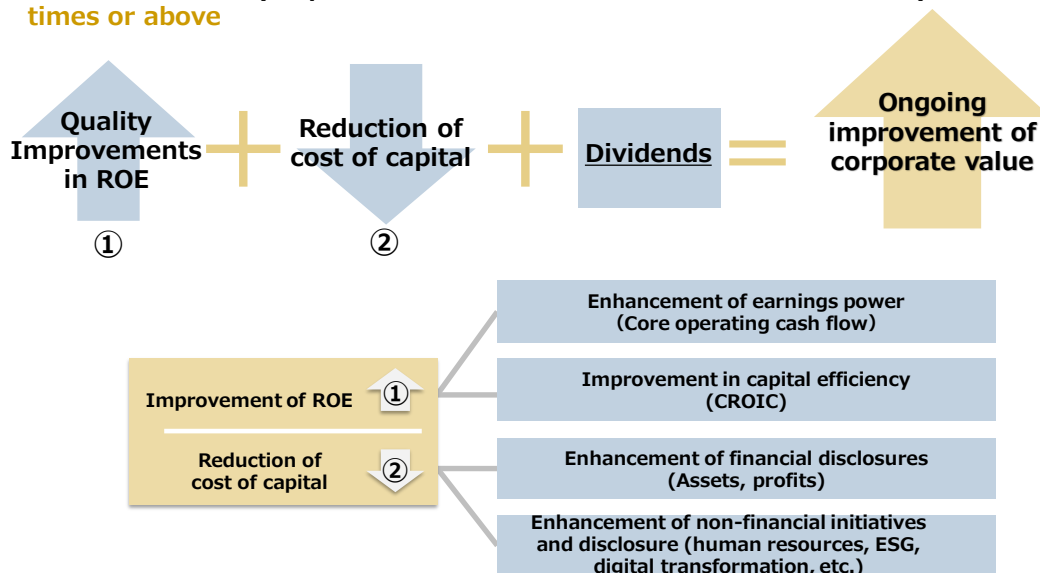 times or above
Quality
Improvements
in ROE
Reduction of
cost of capital
Dividends
Ongoing
improvement of
corporate value
①
②
Enhancement of earnings power
(Core operating cash flow)
Improvement of ROE
①
Improvement in capital efficiency
(CROIC)
Reduction of
cost of capital
②
Enhancement of financial disclosures
(Assets, profits)
Enhancement of non-financial initiatives
and disclosure (human resources, ESG,
digital transformation, etc.)